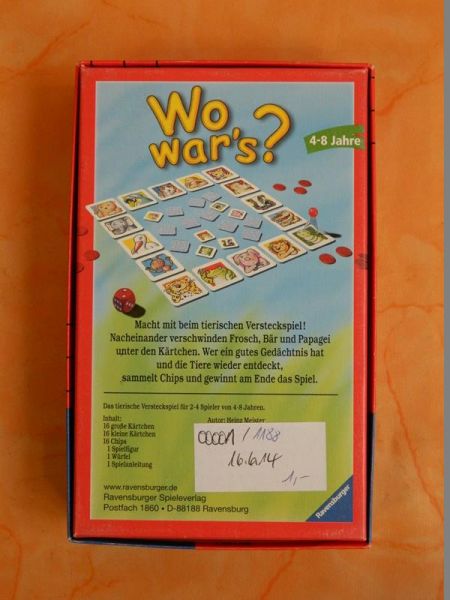 Wo
war's?
4-8 Jahre
Macht mit beim tierischen Versteckspiel!
Nacheinander verschwinden Frosch, Bär und Papagei
unter den Kärtchen. Wer ein gutes Gedächtnis hat
und die Tiere wieder entdeckt,
sammelt Chips und gewinnt am Ende das Spiel.
Das tierische Versteckspiel für 2-4 Spieler von 4-8 Jahren.
Inhalt:
16 große Kärtchen
16 kleine Kärtchen
16 Chips
1 Spielfigur
1 Würfel
1 Spielanleitung
Autor: Heinz Meister
00001/1188
16.6.14
1,-
www.ravensburger.de
Ravensburger Spieleverlag
Postfach 1860 • D-88188 Ravensburg
Ravensburger